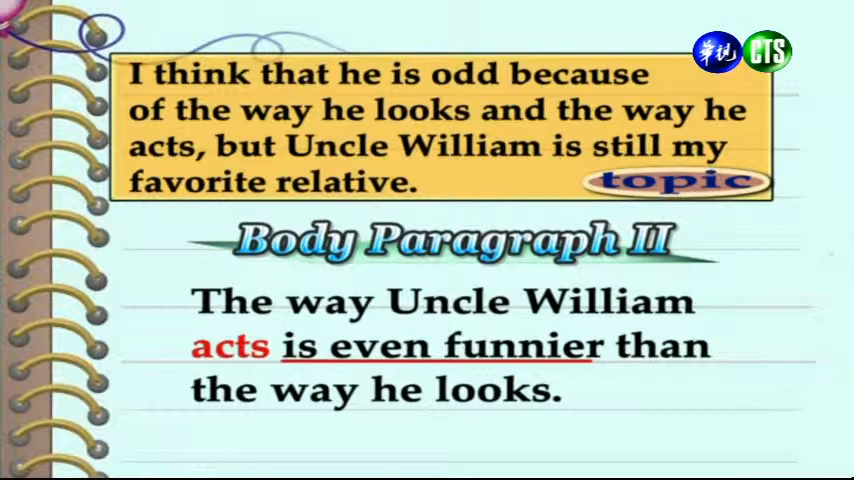 華視 CTS
I think that he is odd because
of the way he looks and the way he
acts, but Uncle William is still my
favorite relative.
topic
Body Paragraph II
The way Uncle William
acts is even funnier than
the way he looks.